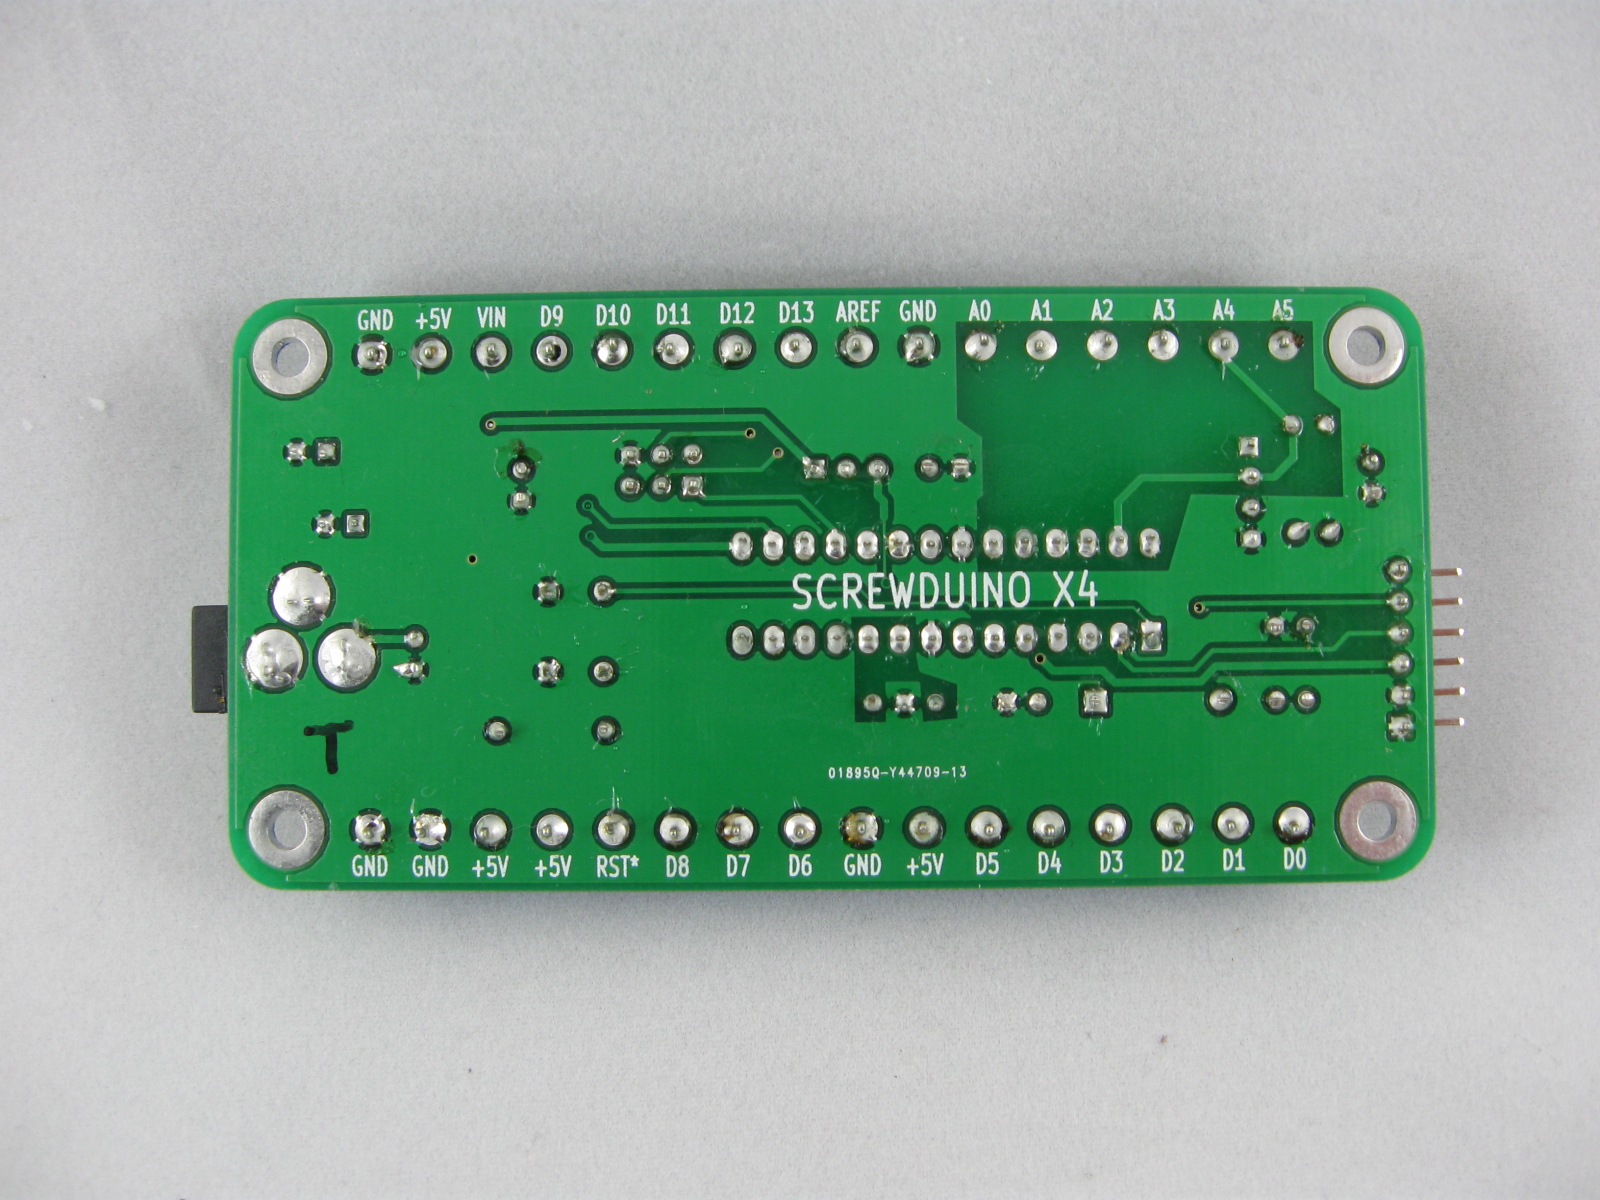 GND +5V VIN D9 D10 D11 D12 D13 AREF GND A0 A1 A2 A3 A4 A5
SCREWDUINO X4
T
01895Q-Y44709-13
GND GND +5V +5V RST* D8 D7 D6 GND +5V D5 D4 D3 D2 D1 D0